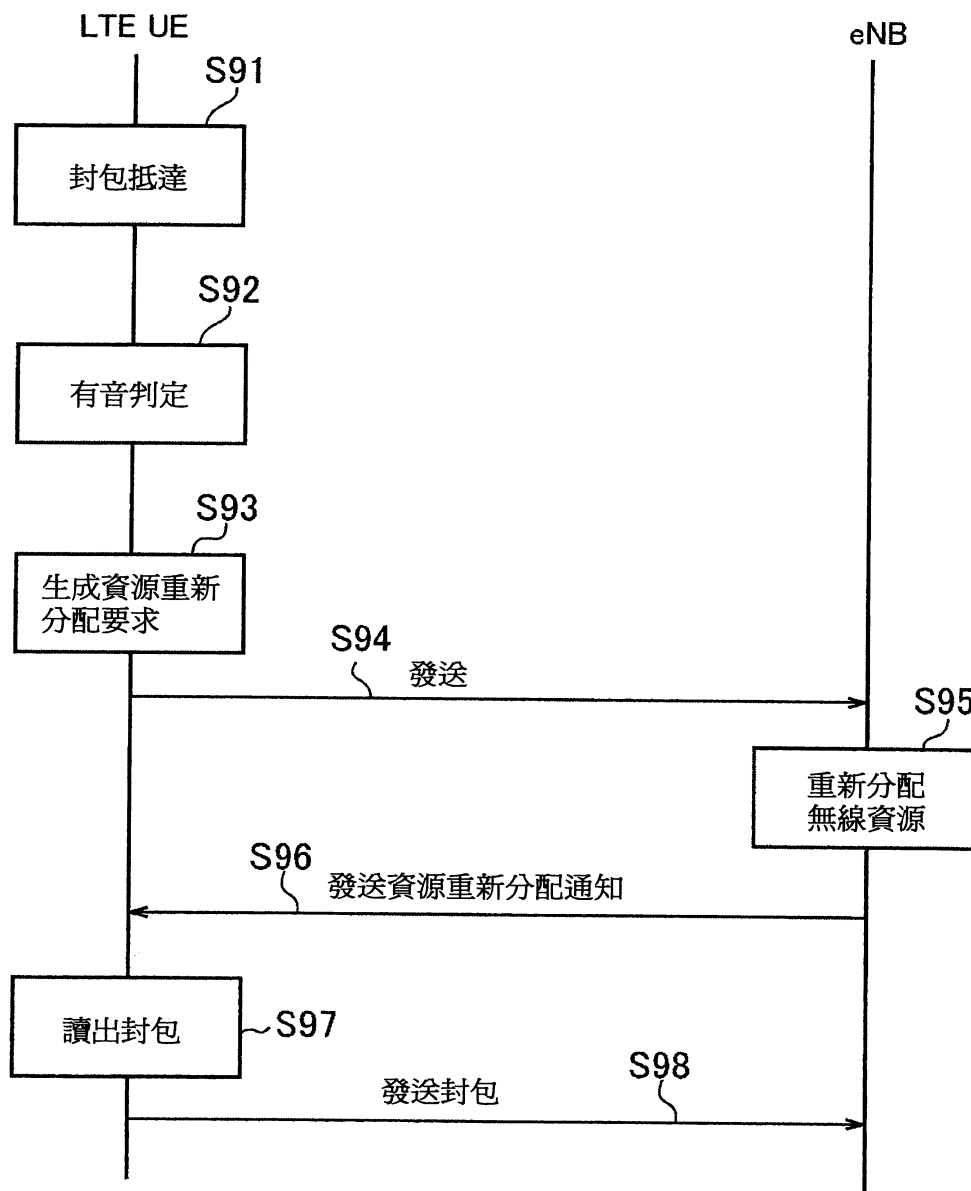 LTE UE
eNB
S91
封包抵達
S92
有音判定
S93
生成資源重新
分配要求
S94
發送
S95
重新分配
無線資源
S96
發送資源重新分配通知
讀出封包
S97
發送封包
S98